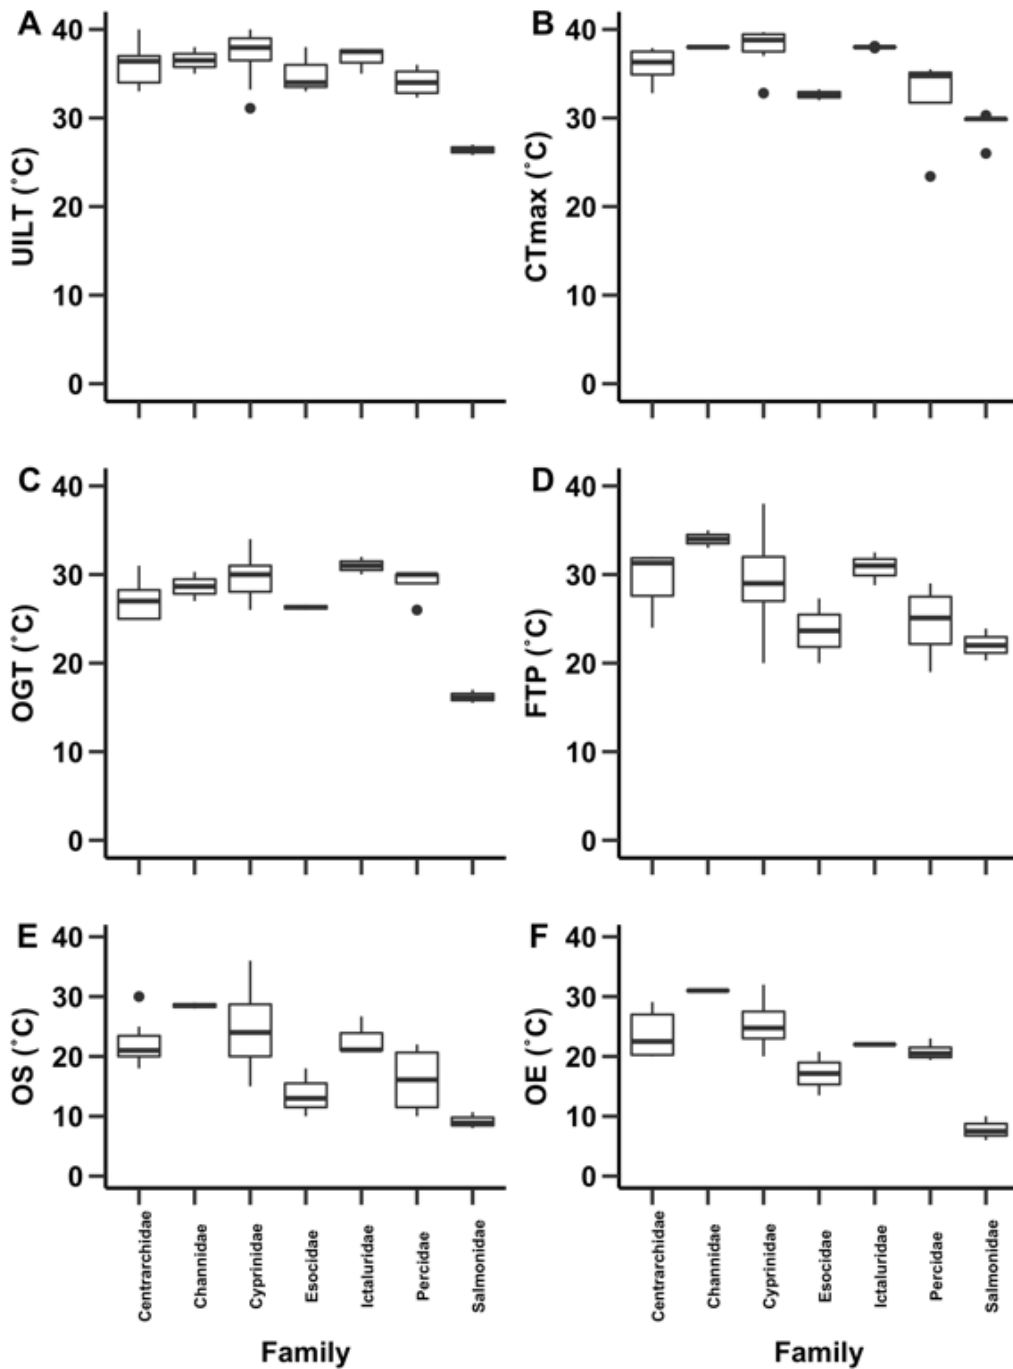 A
40
30
20
10
0
UILT (˚C)
B
40
30
20
10
0
CTmax (˚C)
C
40
30
20
10
0
OGT (˚C)
D
40
30
20
10
0
FTP (˚C)
E
40
30
20
10
0
OS (˚C)
Centrarchidae
Channidae
Cyprinidae
Esocidae
Ictaluridae
Percidae
Salmonidae
Family
F
40
30
20
10
0
OE (˚C)
Centrarchidae
Channidae
Cyprinidae
Esocidae
Ictaluridae
Percidae
Salmonidae
Family